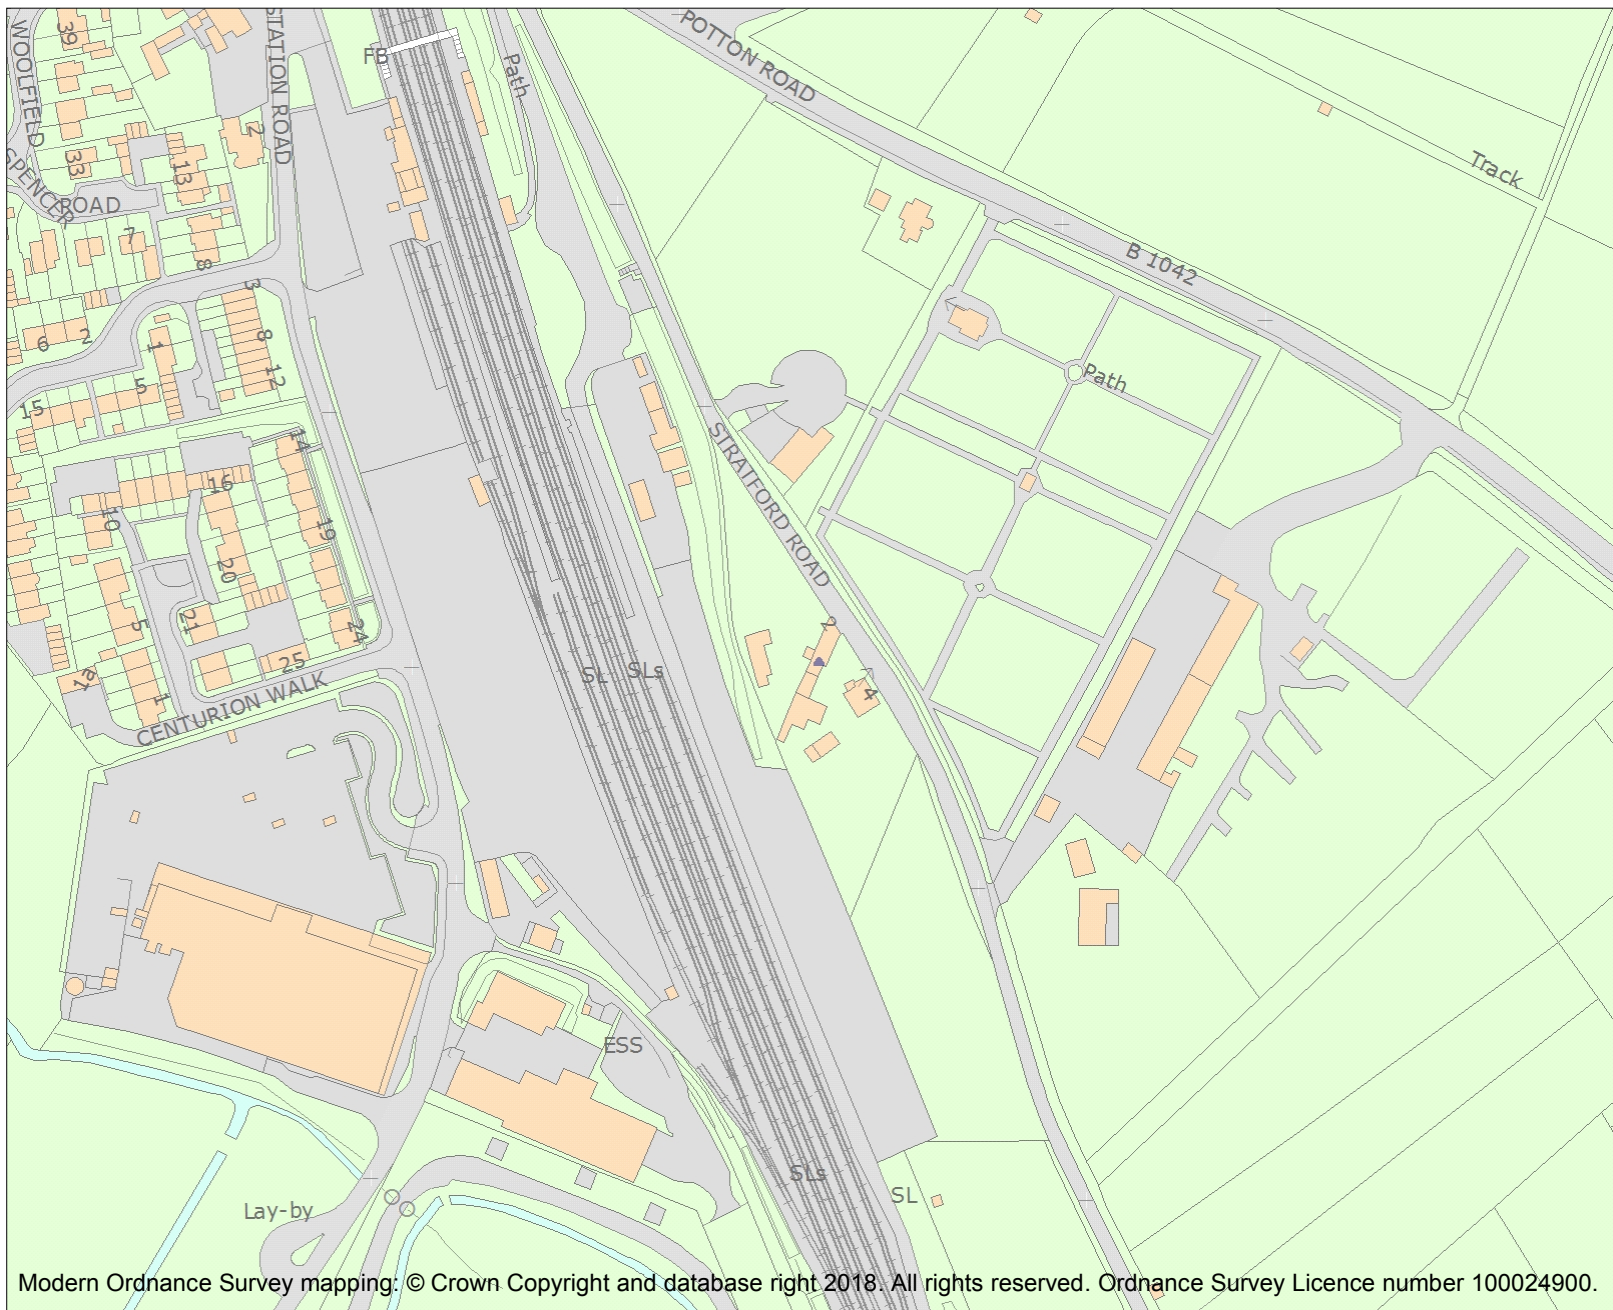 WOOLFIELD
39
STATION ROAD
FB
Path
POTTON ROAD
33
13
2
SPENCER
ROAD
Track
7
8
B 1042
3
6
2
1
8
12
15
5
Path
14
16
STRATFORD ROAD
10
19
20
21
5
24
2
25
SL
SLs
1a
1
4
CENTURION WALK
ESS
SLs
SL
Lay-by
Modern Ordnance Survey mapping: © Crown Copyright and database right 2018. All rights reserved. Ordnance Survey Licence number 100024900.